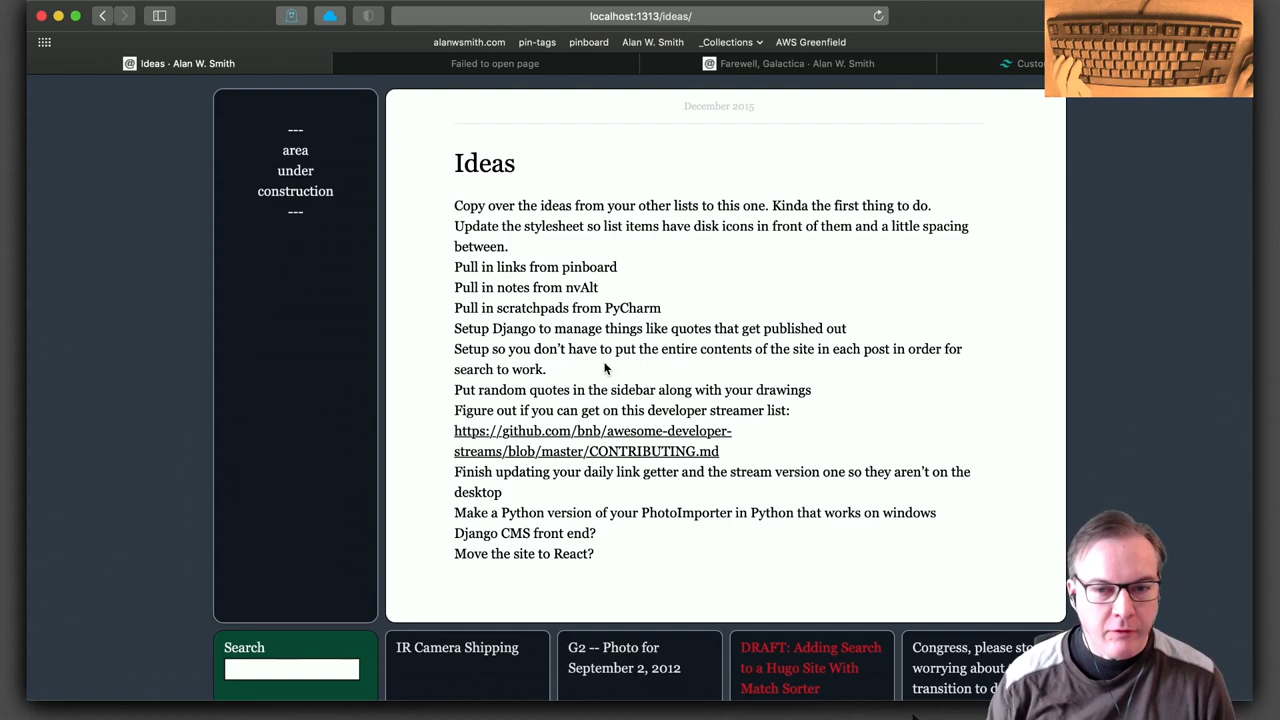 localhost:1313/ideas/
alanwsmith.com pin-tags pinboard Alan W. Smith _Collections AWS Greenfield
Ideas · Alan W. Smith Failed to open page Farewell, Galactica · Alan W. Smith
---
area
under
construction
---
December 2015
Ideas
Copy over the ideas from your other lists to this one. Kinda the first thing to do.
Update the stylesheet so list items have disk icons in front of them and a little spacing
between.
Pull in links from pinboard
Pull in notes from nvAlt
Pull in scratchpads from PyCharm
Setup Django to manage things like quotes that get published out
Setup so you don’t have to put the entire contents of the site in each post in order for
search to work.
Put random quotes in the sidebar along with your drawings
Figure out if you can get on this developer streamer list:
https://github.com/bnb/awesome-developer-
streams/blob/master/CONTRIBUTING.md
Finish updating your daily link getter and the stream version one so they aren’t on the
desktop
Make a Python version of your PhotoImporter in Python that works on windows
Django CMS front end?
Move the site to React?
Search
IR Camera Shipping
G2 -- Photo for
September 2, 2012
DRAFT: Adding Search
to a Hugo Site With
Match Sorter
Congress, please
worrying about
transition to